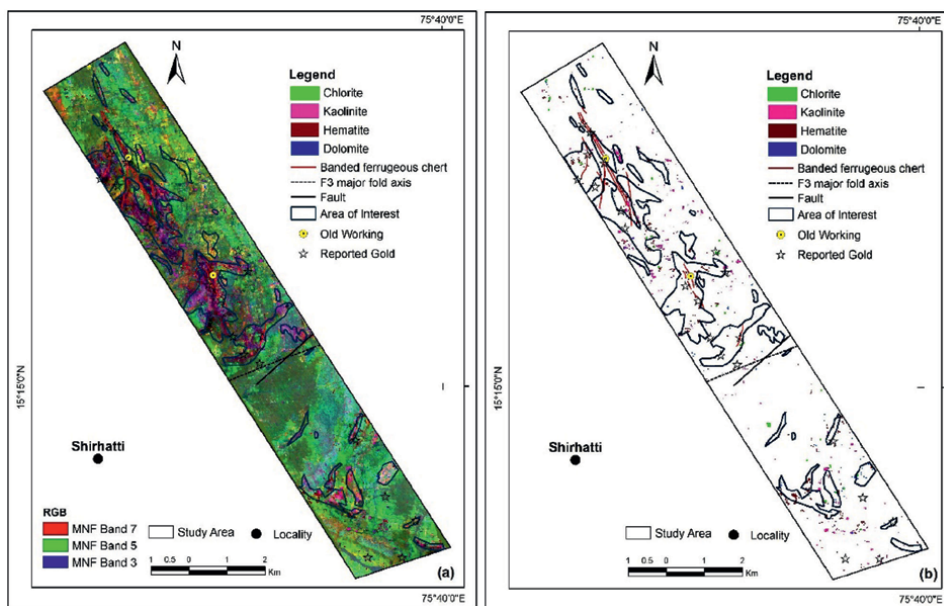 75°40'0"E
N
Legend
Chlorite
Kaolinite
Hematite
Dolomite
Banded ferrugeous chert
F3 major fold axis
Fault
Area of Interest
Old Working
Reported Gold
15°15'0"N
Shirhatti
RGB
MNF Band 7
MNF Band 5
MNF Band 3
Study Area
Locality
1 0.5 0 1 2
Km
(a)
75°40'0"E
75°40'0"E
N
Legend
Chlorite
Kaolinite
Hematite
Dolomite
Banded ferrugeous chert
F3 major fold axis
Fault
Area of Interest
Old Working
Reported Gold
15°15'0"N
Shirhatti
Study Area
Locality
1 0.5 0 1 2
Km
(b)
75°40'0"E